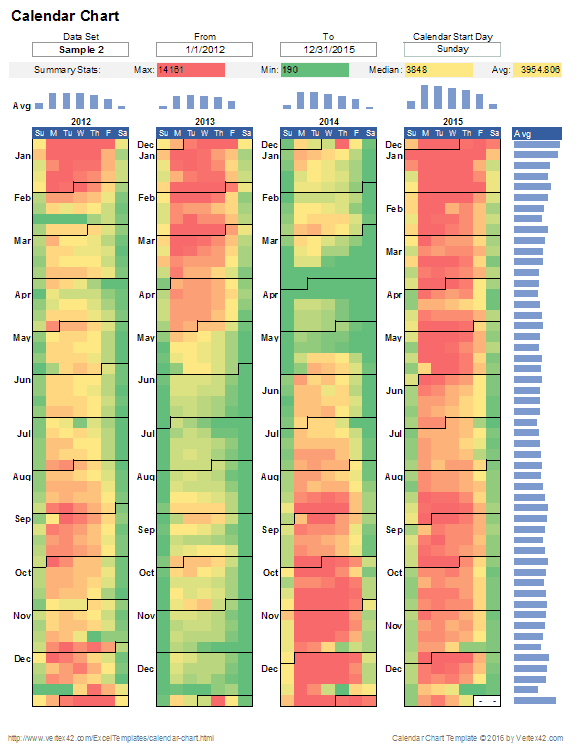 Calendar Chart
Data Set From To Calendar Start Day
Sample 2 1/1/2012 12/31/2015 Sunday
Summary Stats: Max: 14161 Min: 190 Median: 3848 Avg: 3954.806
Avg
2012 2013 2014 2015
Su M T W Th F Sa Su M T W Th F Sa Su M T W Th F Sa Su M T W Th F Sa Avg
Dec Dec
Jan Jan Jan Jan
Feb Feb Feb Feb
Mar Mar Mar Mar
Apr Apr Apr Apr
May May May May
Jun Jun Jun Jun
Jul Jul Jul Jul
Aug Aug Aug Aug
Sep Sep Sep Sep
Oct Oct Oct Oct
Nov Nov Nov Nov
Dec Dec Dec Dec
- -
http://www.vertex42.com/ExcelTemplates/calendar-chart.html Calendar Chart Template © 2016 by Vertex42.com